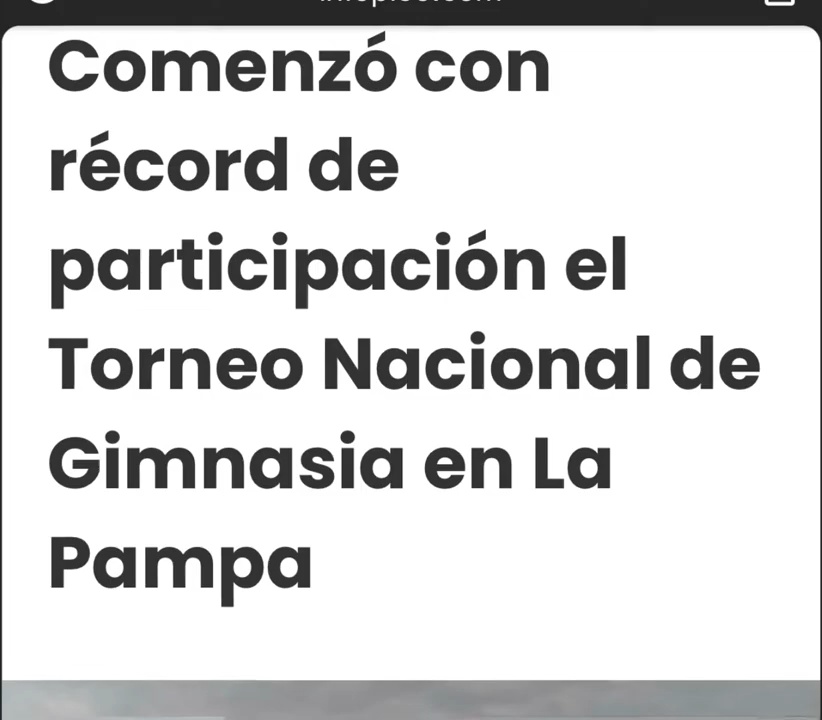 Comenzó con
récord de
participación el
Torneo Nacional de
Gimnasia en La
Pampa